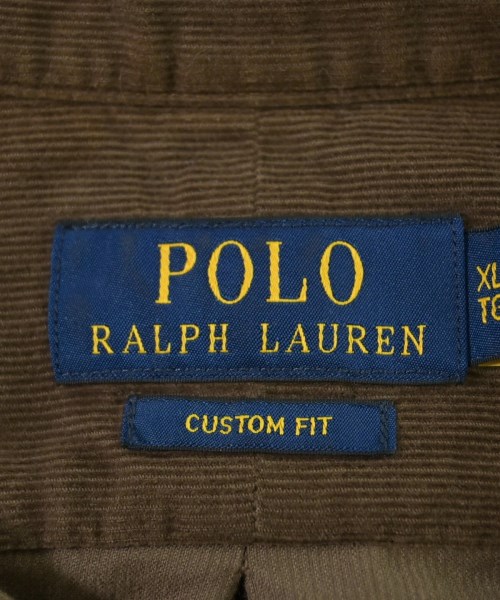 POLO
RALPH LAUREN
XL
CUSTOM FIT